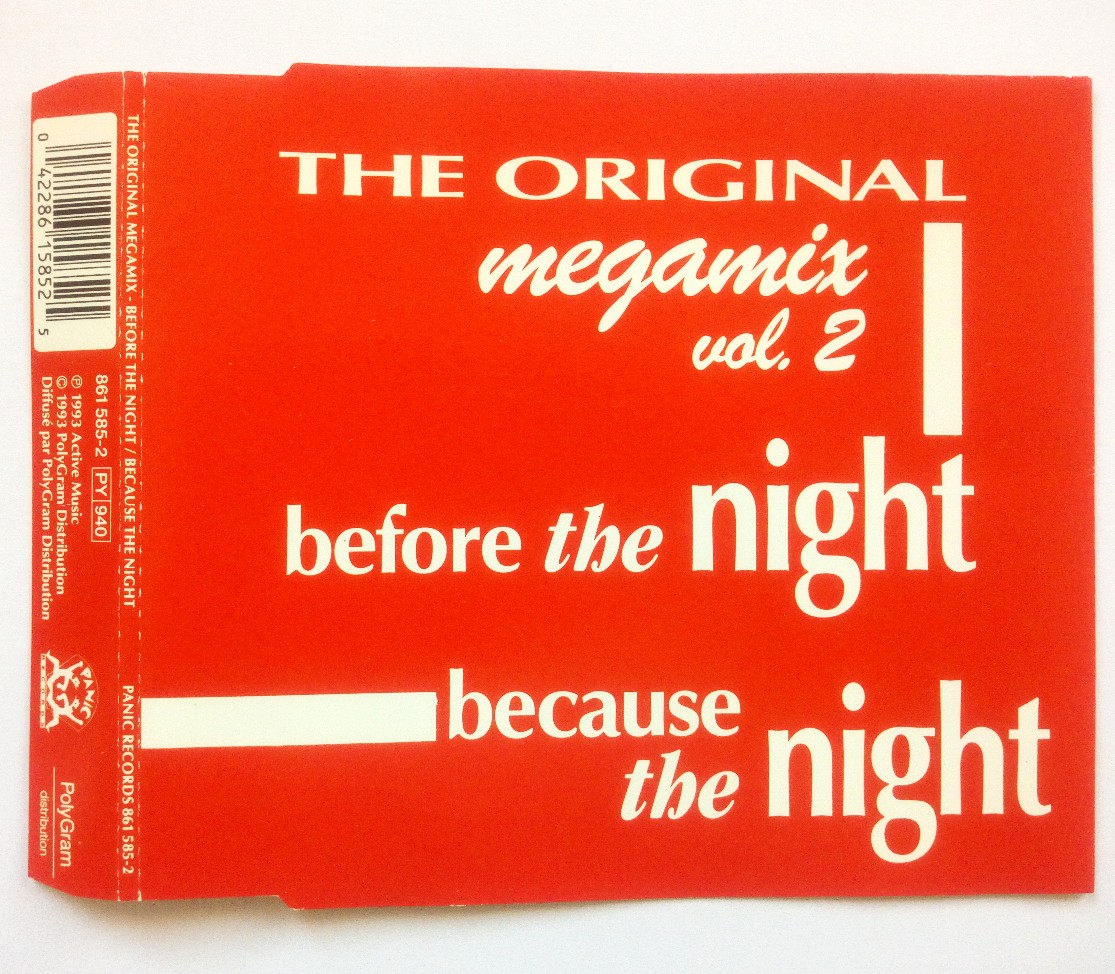 THE ORIGINAL
megamix
vol. 2
before the night
because
the night
THE ORIGINAL MEGAMIX - BEFORE THE NIGHT / BECAUSE THE NIGHT
PANIC RECORDS 861 585-2
0 42286 15852 5
861 585-2 PY 940
℗ 1993 Active Music
© 1993 PolyGram Distribution
Diffusé par PolyGram Distribution
PANIC
RECORDS
PolyGram
distribution